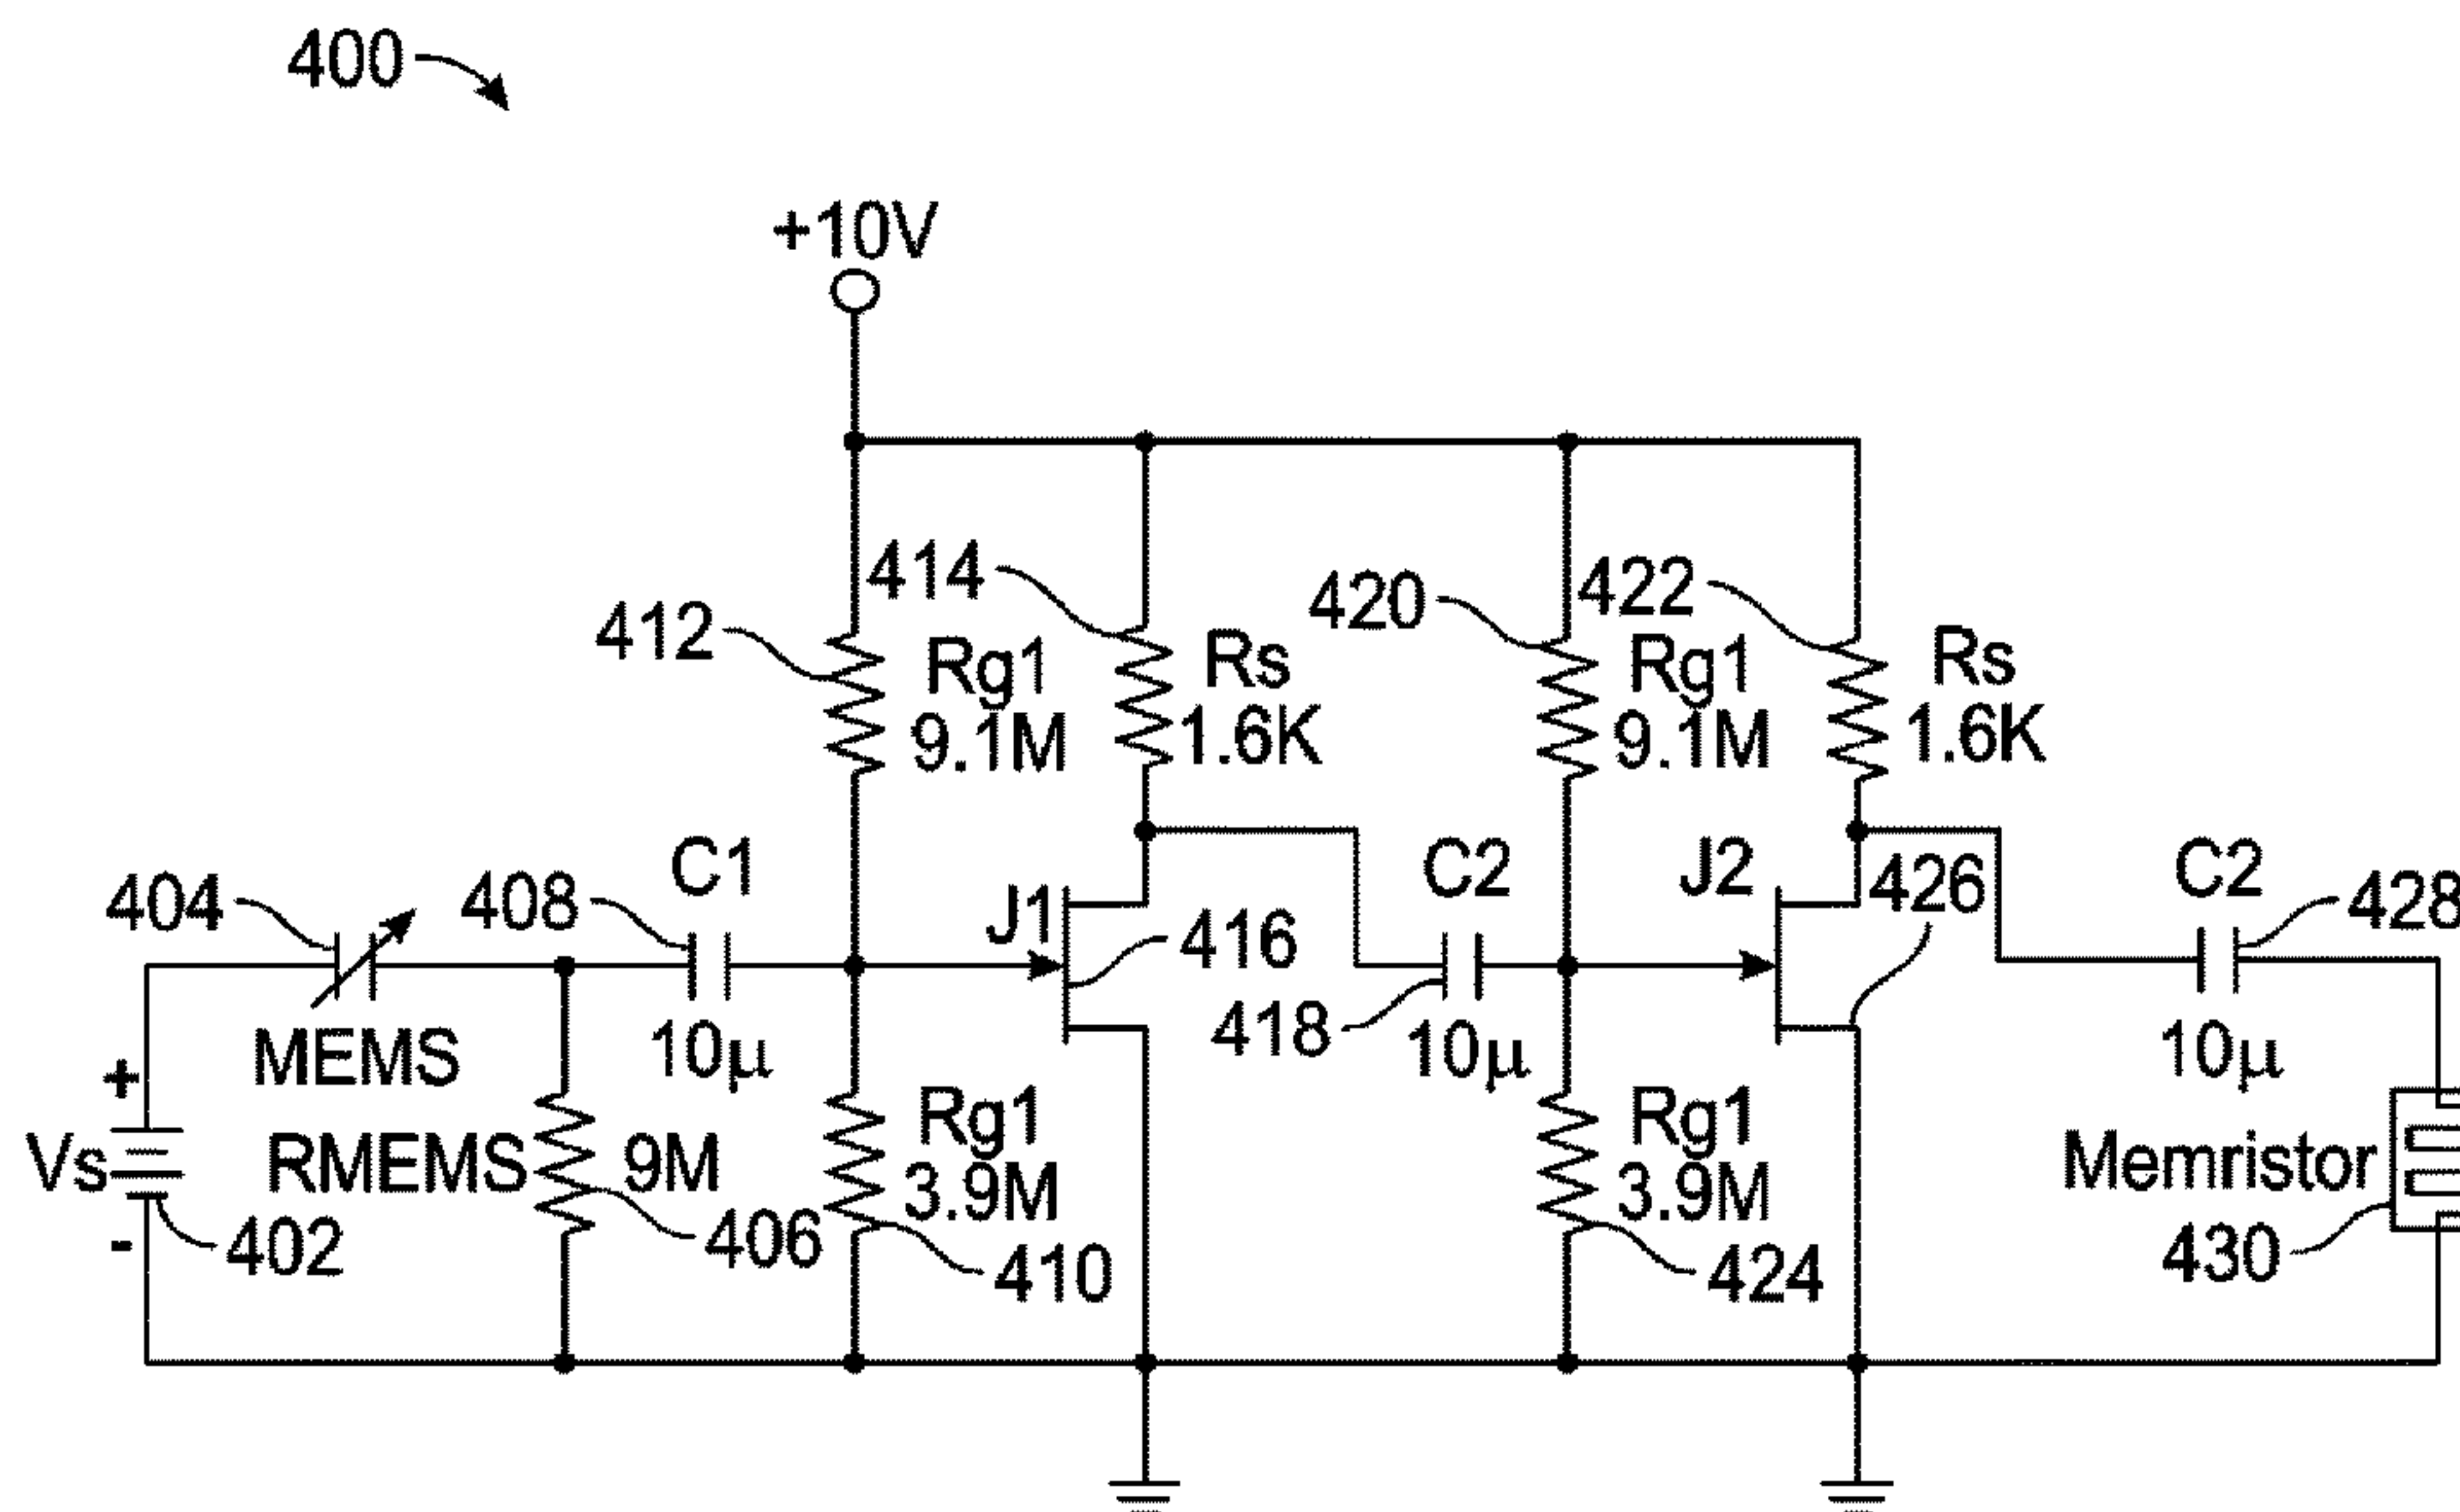 400
+10V
414
420
422
412
Rg1
9.1M
Rs
1.6K
Rg1
9.1M
Rs
1.6K
404
408
C1
J1
416
C2
J2
426
C2
428
MEMS
10µ
418
10µ
10µ
+
Vs
-
402
RMEMS
9M
406
Rg1
3.9M
410
Rg1
3.9M
424
Memristor
430